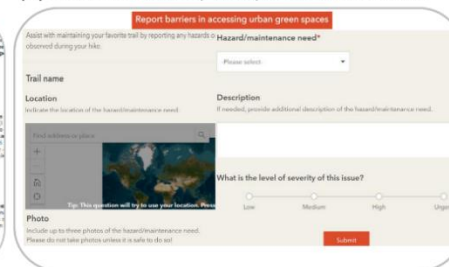 Report barriers in accessing urban green spaces
Assist with maintaining your favorite trail by reporting any hazards o
observed during your hike.
Trail name
Location
Indicate the location of the hazard/maintenance need.
Find address or place
Tip: This question will try to use your location. Press
Photo
Include up to three photos of the hazard/maintenance need.
Please do not take photos unless it is safe to do so!
Hazard/maintenance need*
Please select
Description
If needed, provide additional description of the hazard/maintenance need.
What is the level of severity of this issue?
Low Medium High Urgent
Submit